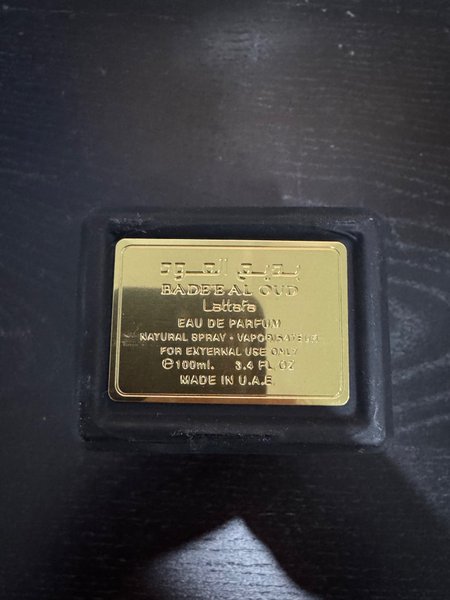 بديع العود
BADE'E AL OUD
Lattafa
EAU DE PARFUM
NATURAL SPRAY - VAPORISATEUR
FOR EXTERNAL USE ONLY
℮100ml. 3.4 FL OZ
MADE IN U.A.E.